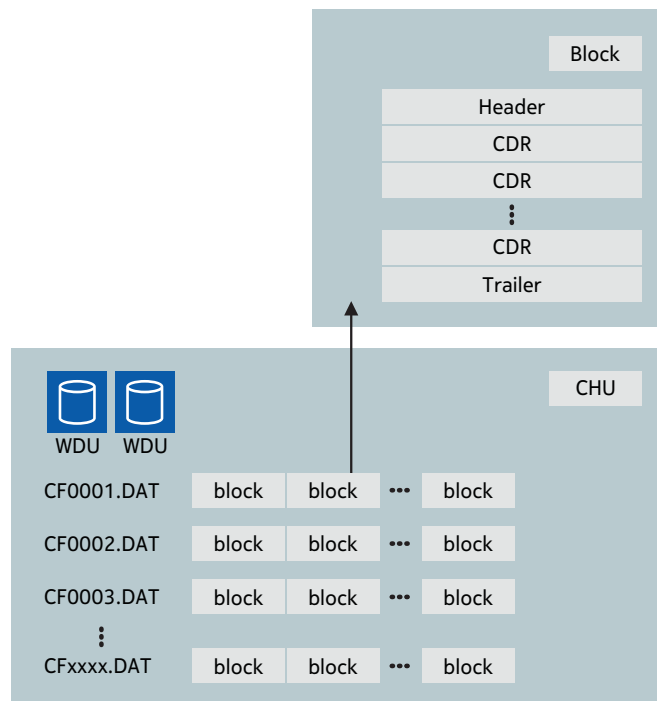 Block
Header
CDR
CDR
CDR
Trailer
CHU
WDU WDU
CF0001.DAT block block ••• block
CF0002.DAT block block ••• block
CF0003.DAT block block ••• block
CFxxxx.DAT block block ••• block